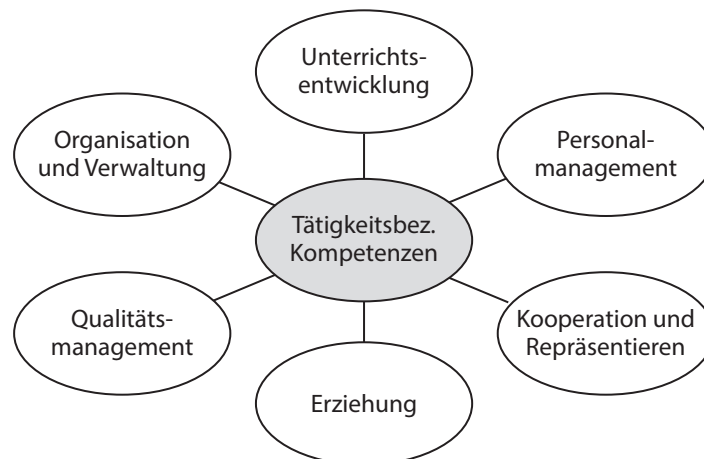 Unterrichts-
entwicklung
Organisation
und Verwaltung
Personal-
management
Tätigkeitsbez.
Kompetenzen
Qualitäts-
management
Kooperation und
Repräsentieren
Erziehung